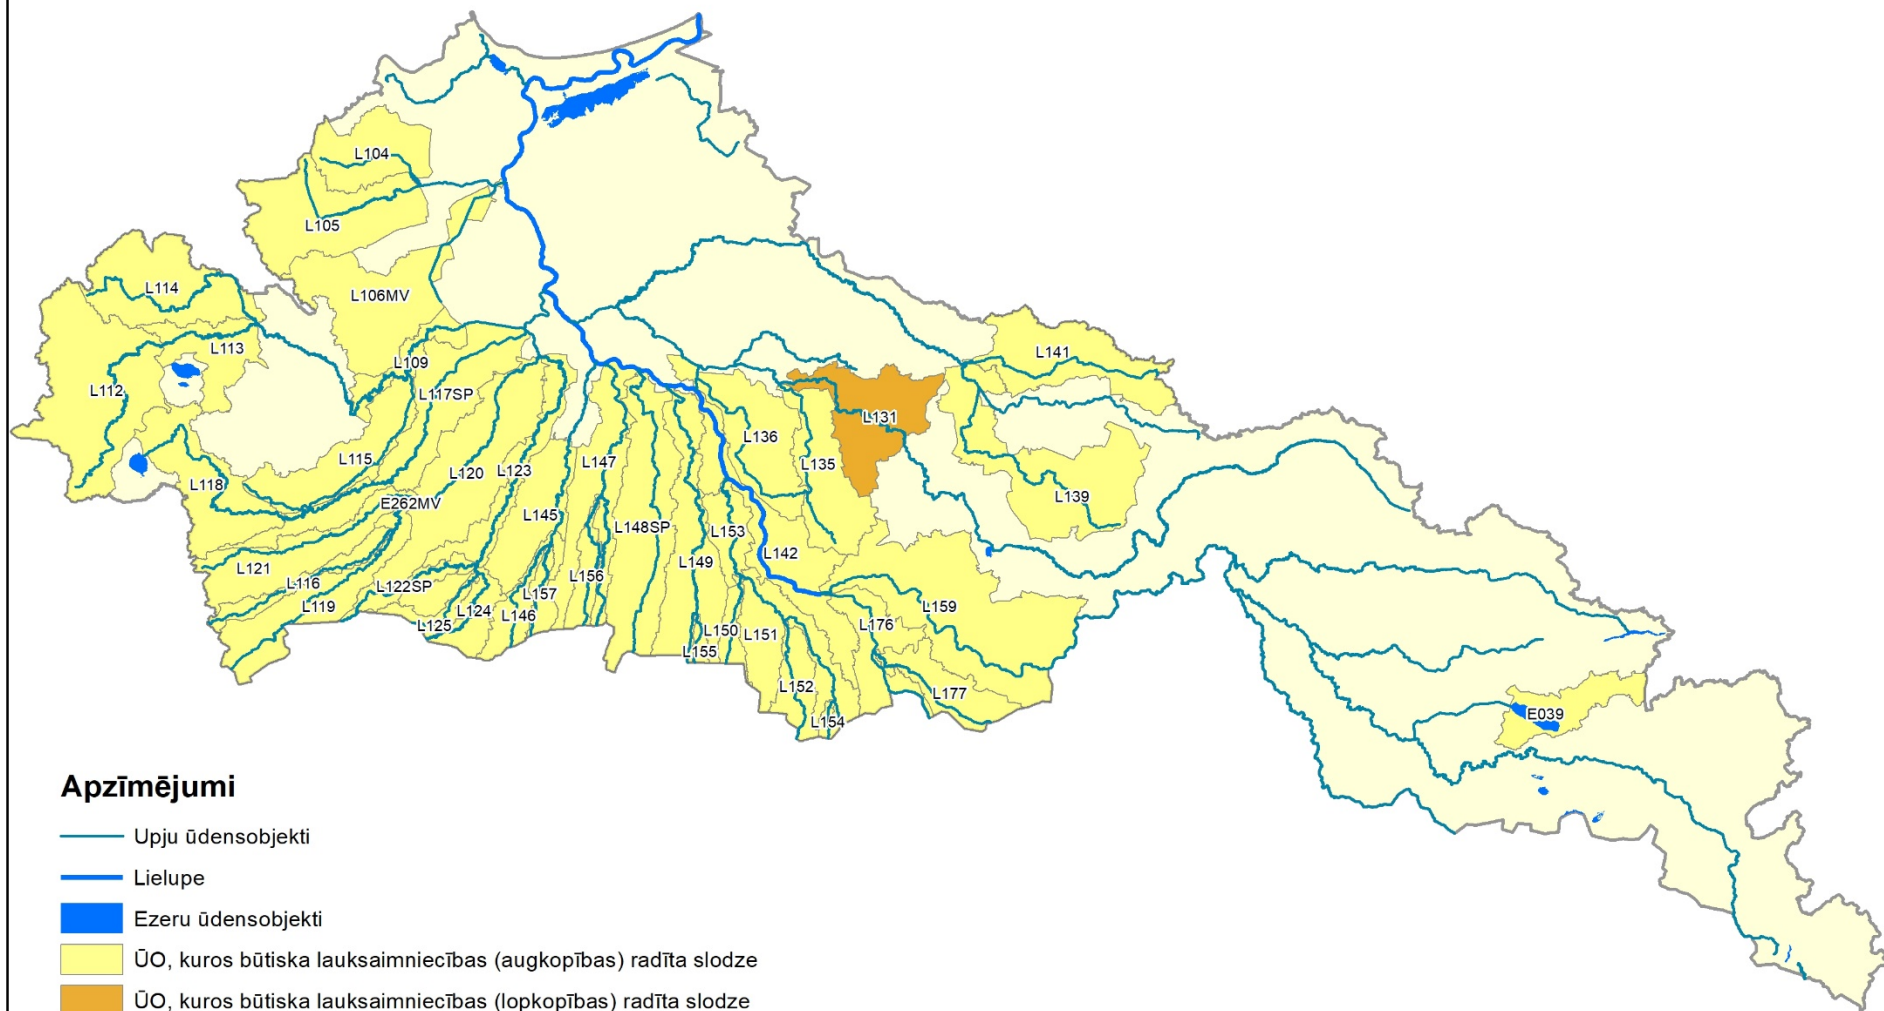 L104
L105
L114
L106MV
L113
L109
L141
L112
L117SP
L131
L136
L115
L120
L123
L147
L135
L118
E262MV
L139
L145
L148SP
L153
L142
L121
L149
L116
L122SP
L156
L157
L119
L124
L146
L159
L125
L150
L151
L176
L155
L152
L177
L154
E039
Apzīmējumi
Upju ūdensobjekti
Lielupe
Ezeru ūdensobjekti
ŪO, kuros būtiska lauksaimniecības (augkopības) radīta slodze
ŪO, kuros būtiska lauksaimniecības (lopkopības) radīta slodze